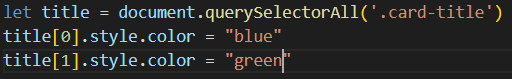 let title = document.querySelectorAll('.card-title')
title[0].style.color = "blue"
title[1].style.color = "green"